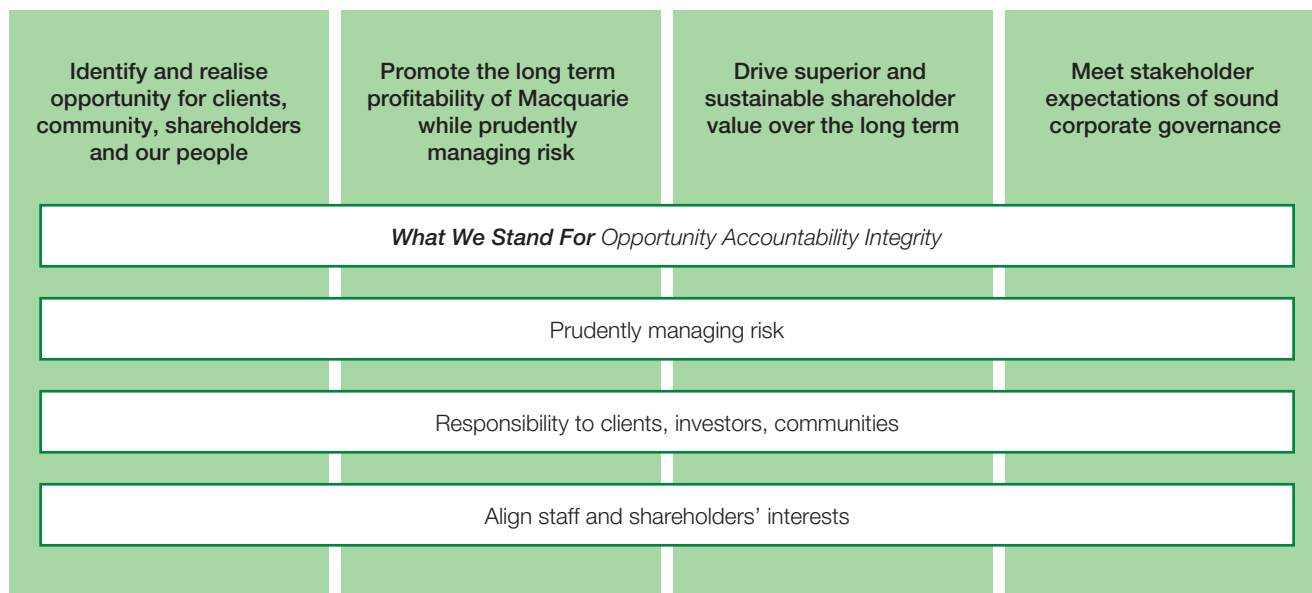 Identify and realise
opportunity for clients,
community, shareholders
and our people
Promote the long term
profitability of Macquarie
while prudently
managing risk
Drive superior and
sustainable shareholder
value over the long term
Meet stakeholder
expectations of sound
corporate governance
What We Stand For Opportunity Accountability Integrity
Prudently managing risk
Responsibility to clients, investors, communities
Align staff and shareholders’ interests